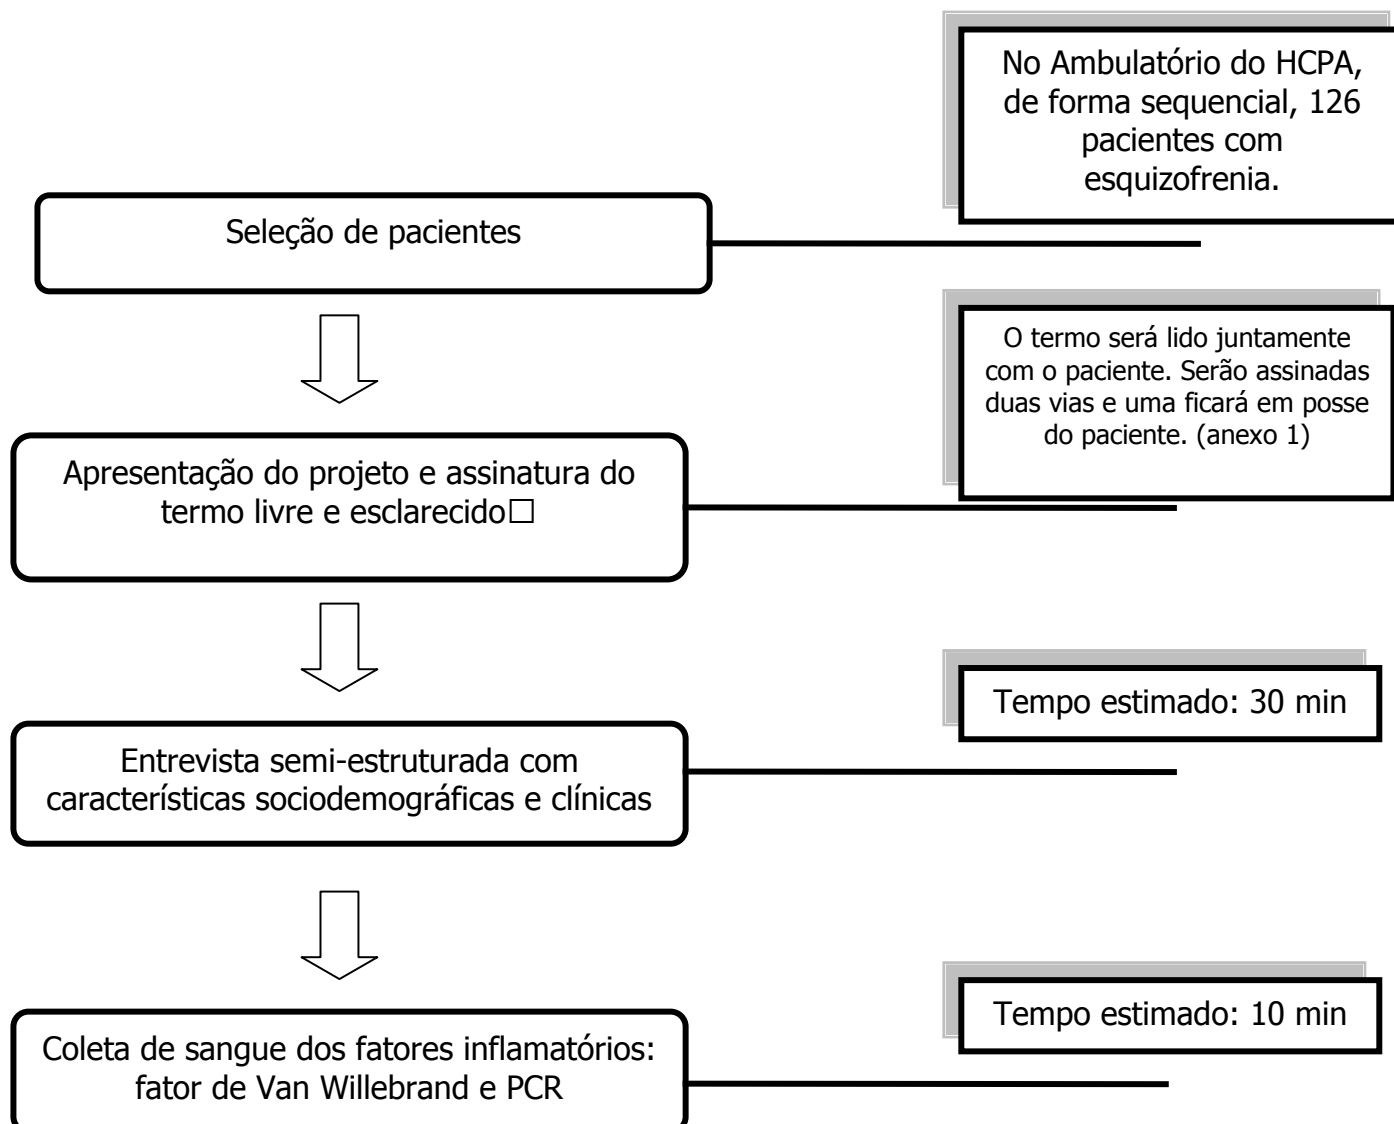 Seleção de pacientes
No Ambulatório do HCPA,
de forma sequencial, 126
pacientes com
esquizofrenia.
Apresentação do projeto e assinatura do
termo livre e esclarecido□
O termo será lido juntamente
com o paciente. Serão assinadas
duas vias e uma ficará em posse
do paciente. (anexo 1)
Entrevista semi-estruturada com
características sociodemográficas e clínicas
Tempo estimado: 30 min
Coleta de sangue dos fatores inflamatórios:
fator de Van Willebrand e PCR
Tempo estimado: 10 min